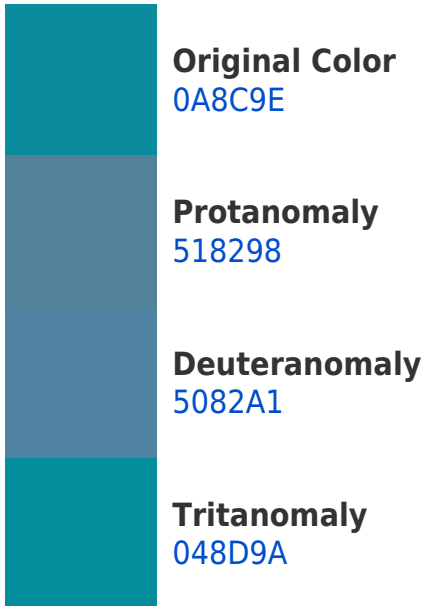 Original Color
0A8C9E
Protanomaly
518298
Deuteranomaly
5082A1
Tritanomaly
048D9A